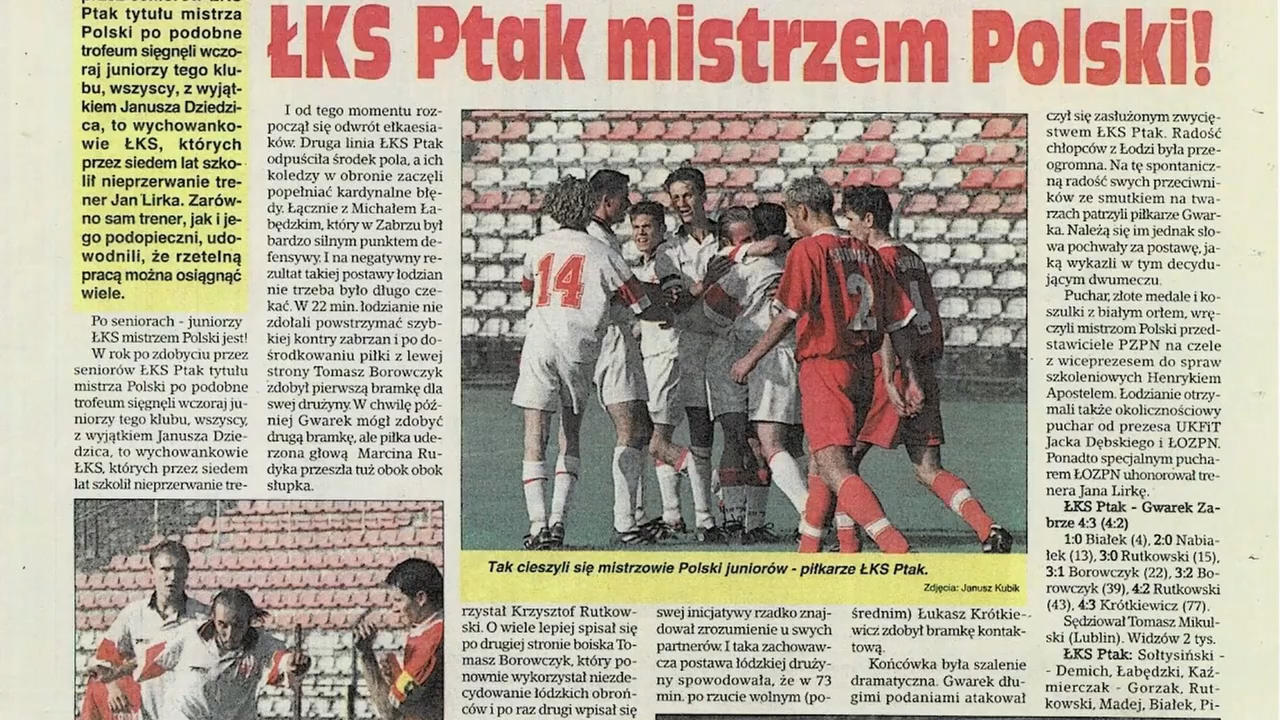 ŁKS Ptak mistrzem Polski!
Ptak tytułu mistrza
Polski po podobne
trofeum sięgnęli wczo-
raj juniorzy tego klu-
bu, wszyscy, z wyjąt-
kiem Janusza Dziedzi-
ca, to wychowanko-
wie ŁKS, których
przez siedem lat szko-
lił nieprzerwanie tre-
ner Jan Lirka. Zarów-
no sam trener, jak i je-
go podopieczni, udo-
wodnili, że rzetelną
pracą można osiągnąć
wiele.
Po seniorach - juniorzy
ŁKS mistrzem Polski jest!
W rok po zdobyciu przez
seniorów ŁKS Ptak tytułu
mistrza Polski po podobne
trofeum sięgnęli wczoraj ju-
niorzy tego klubu, wszyscy,
z wyjątkiem Janusza Dzie-
dzica, to wychowankowie
ŁKS, których przez siedem
lat szkolił nieprzerwanie tre-
I od tego momentu roz-
począł się odwrót ełkaesia-
ków. Druga linia ŁKS Ptak
odpuściła środek pola, a ich
koledzy w obronie zaczęli
popełniać kardynalne błę-
dy. Łącznie z Michałem Ła-
będzkim, który w Zabrzu był
bardzo silnym punktem de-
fensywy. I na negatywny re-
zultat takiej postawy łodzian
nie trzeba było długo cze-
kać. W 22 min. łodzianie nie
zdołali powstrzymać szyb-
kiej kontry zabrzan i po do-
środkowaniu piłki z lewej
strony Tomasz Borowczyk
zdobył pierwszą bramkę dla
swej drużyny. W chwilę póź-
niej Gwarek mógł zdobyć
drugą bramkę, ale piłka ude-
rzona głową Marcina Ru-
dyka przeszła tuż obok obok
słupka.
14
2
Tak cieszyli się mistrzowie Polski juniorów - piłkarze ŁKS Ptak.
Zdjęcia: Janusz Kubik
rzystał Krzysztof Rutkow-
ski. O wiele lepiej spisał się
po drugiej stronie boiska To-
masz Borowczyk, który po-
nownie wykorzystał niezde-
cydowanie łódzkich obroń-
ców i po raz drugi wpisał się
swej inicjatywy rzadko znaj-
dował zrozumienie u swych
partnerów. I taka zachowaw-
cza postawa łódzkiej druży-
ny spowodowała, że w 73
min. po rzucie wolnym (po-
średnim) Łukasz Krótkie-
wicz zdobył bramkę kontak-
tową.
Końcówka była szalenie
dramatyczna. Gwarek dłu-
gimi podaniami atakował
czył się zasłużonym zwycię-
stwem ŁKS Ptak. Radość
chłopców z Łodzi była prze-
ogromna. Na tę spontanicz-
ną radość swych przeciwni-
ków ze smutkiem na twa-
rzach patrzyli piłkarze Gwar-
ka. Należą się im jednak sło-
wa pochwały za postawę, ja-
ką wykazli w tym decydu-
jącym dwumeczu.
Puchar, złote medale i ko-
szulki z białym orłem, wrę-
czyli mistrzom Polski przed-
stawiciele PZPN na czele
z wiceprezesem do spraw
szkoleniowych Henrykiem
Apostelem. Łodzianie otrzy-
mali także okolicznościowy
puchar od prezesa UKFiT
Jacka Dębskiego i ŁOZPN.
Ponadto specjalnym pucha-
rem ŁOZPN uhonorował tre-
nera Jana Lirkę.
ŁKS Ptak - Gwarek Za-
brze 4:3 (4:2)
1:0 Białek (4), 2:0 Nabia-
łek (13), 3:0 Rutkowski (15),
3:1 Borowczyk (22), 3:2 Bo-
rowczyk (39), 4:2 Rutkowski
(43), 4:3 Krótkiewicz (77).
Sędziował Tomasz Mikul-
ski (Lublin). Widzów 2 tys.
ŁKS Ptak: Sołtysiński -
- Demich, Łabędzki, Kaź-
mierczak - Gorzak, Rut-
kowski, Madej, Białek, Pi-